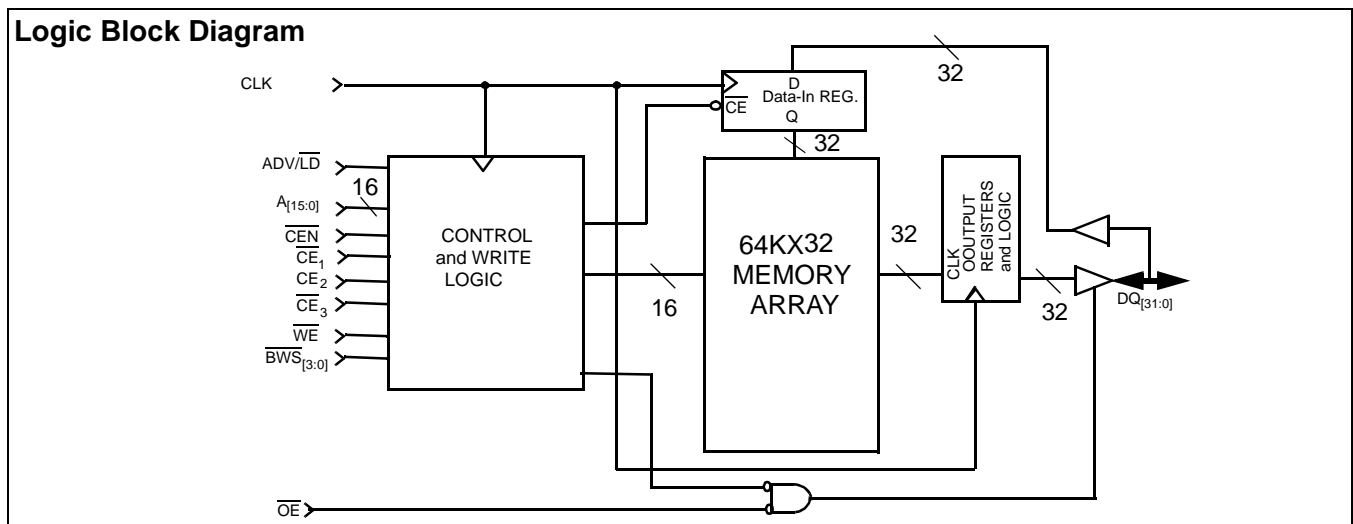 Logic Block Diagram
CLK
32
D
CE Data-In REG.
Q
32
ADV/LD
16
A[15:0]
CEN
CE1
CE2
CE3
WE
BWS[3:0]
CONTROL
and WRITE
LOGIC
16
64KX32
MEMORY
ARRAY
32
CLK
OOUTPUT
REGISTERS
and LOGIC
32
DQ[31:0]
OE